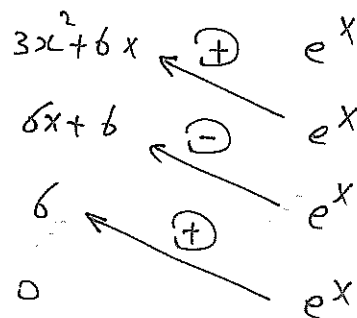 3x² + 6x ⊕ e^x
6x + 6 ⊖ e^x
6 ⊕ e^x
0 e^x